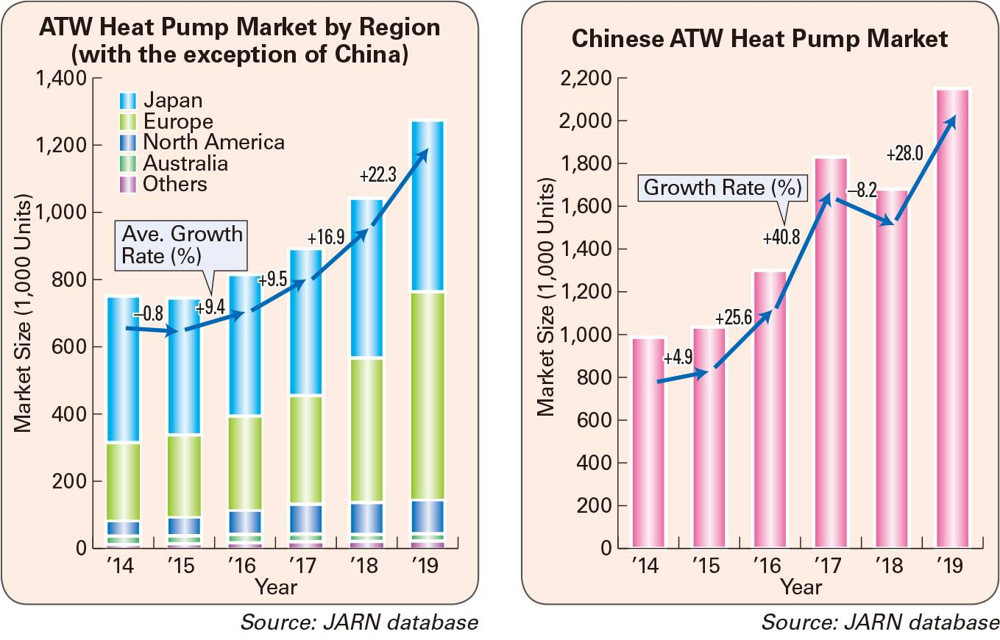 ATW Heat Pump Market by Region
(with the exception of China)
1,400
1,200
1,000
800
600
400
200
0
Market Size (1,000 Units)
Japan
Europe
North America
Australia
Others
Ave. Growth
Rate (%)
–0.8
+9.4
+9.5
+16.9
+22.3
’14
’15
’16
’17
’18
’19
Year
Source: JARN database
Chinese ATW Heat Pump Market
2,200
2,000
1,800
1,600
1,400
1,200
1,000
800
600
400
200
0
Market Size (1,000 Units)
Growth Rate (%)
+4.9
+25.6
+40.8
–8.2
+28.0
’14
’15
’16
’17
’18
’19
Year
Source: JARN database